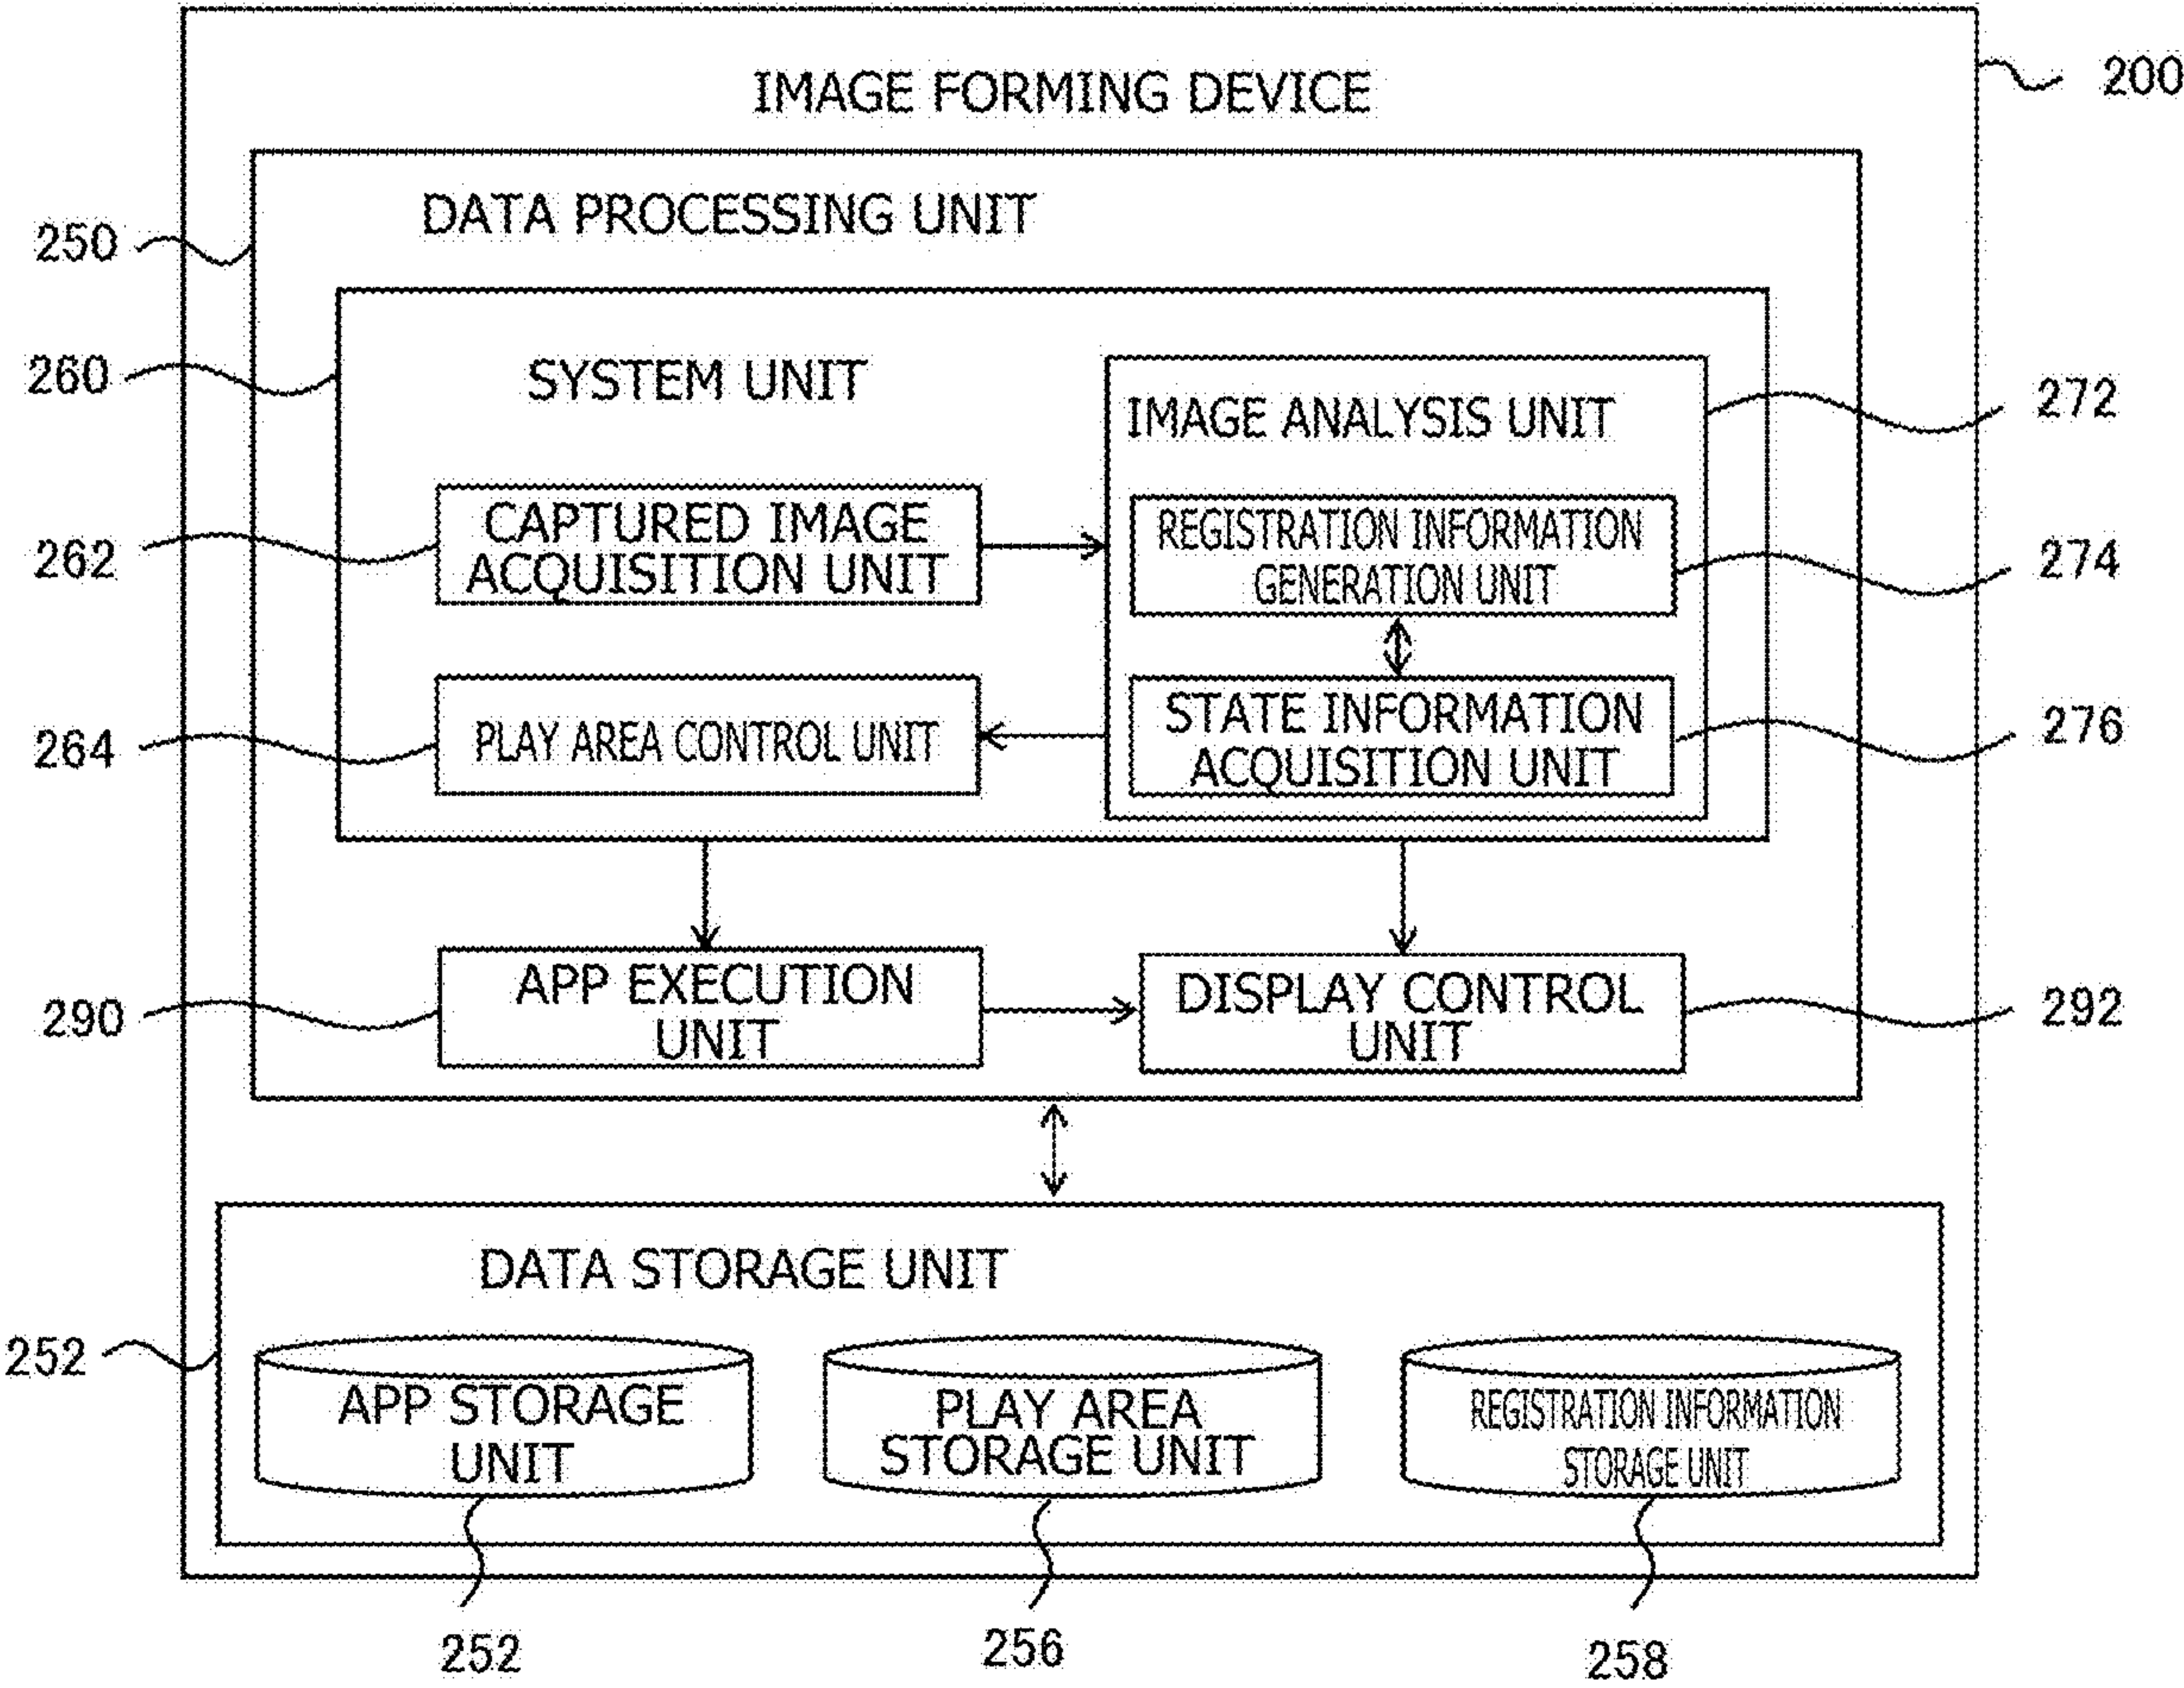 IMAGE FORMING DEVICE
200
DATA PROCESSING UNIT
250
SYSTEM UNIT
260
IMAGE ANALYSIS UNIT
272
CAPTURED IMAGE
ACQUISITION UNIT
262
REGISTRATION INFORMATION
GENERATION UNIT
274
PLAY AREA CONTROL UNIT
264
STATE INFORMATION
ACQUISITION UNIT
276
APP EXECUTION
UNIT
290
DISPLAY CONTROL
UNIT
292
DATA STORAGE UNIT
252
APP STORAGE
UNIT
PLAY AREA
STORAGE UNIT
REGISTRATION INFORMATION
STORAGE UNIT
252
256
258